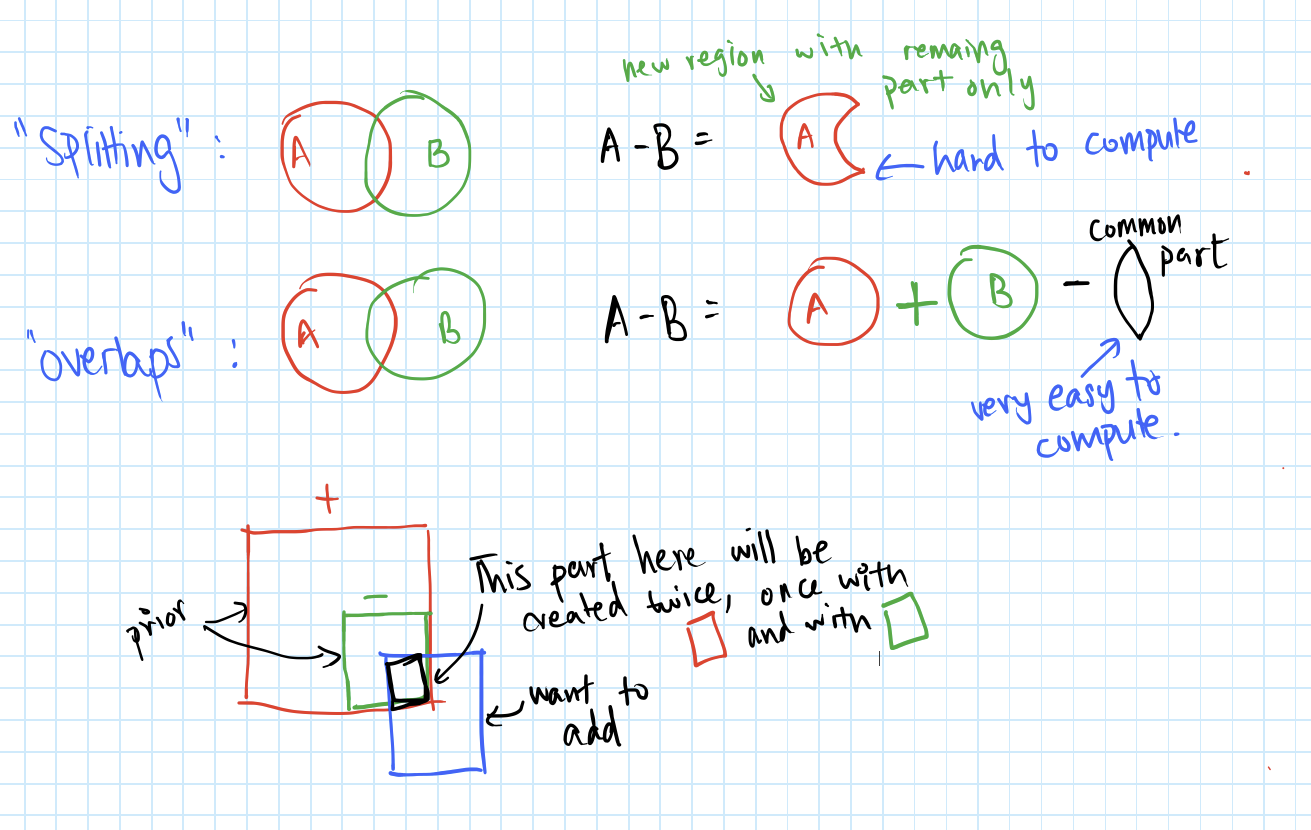 new region with remaing
part only
"Splitting" :
A B
A - B =
A
hard to compute
common
part
"overlaps" :
A B
A - B =
A + B -
very easy to
compute.
+
This part here will be
created twice, once with
and with
prior
-
want to
add